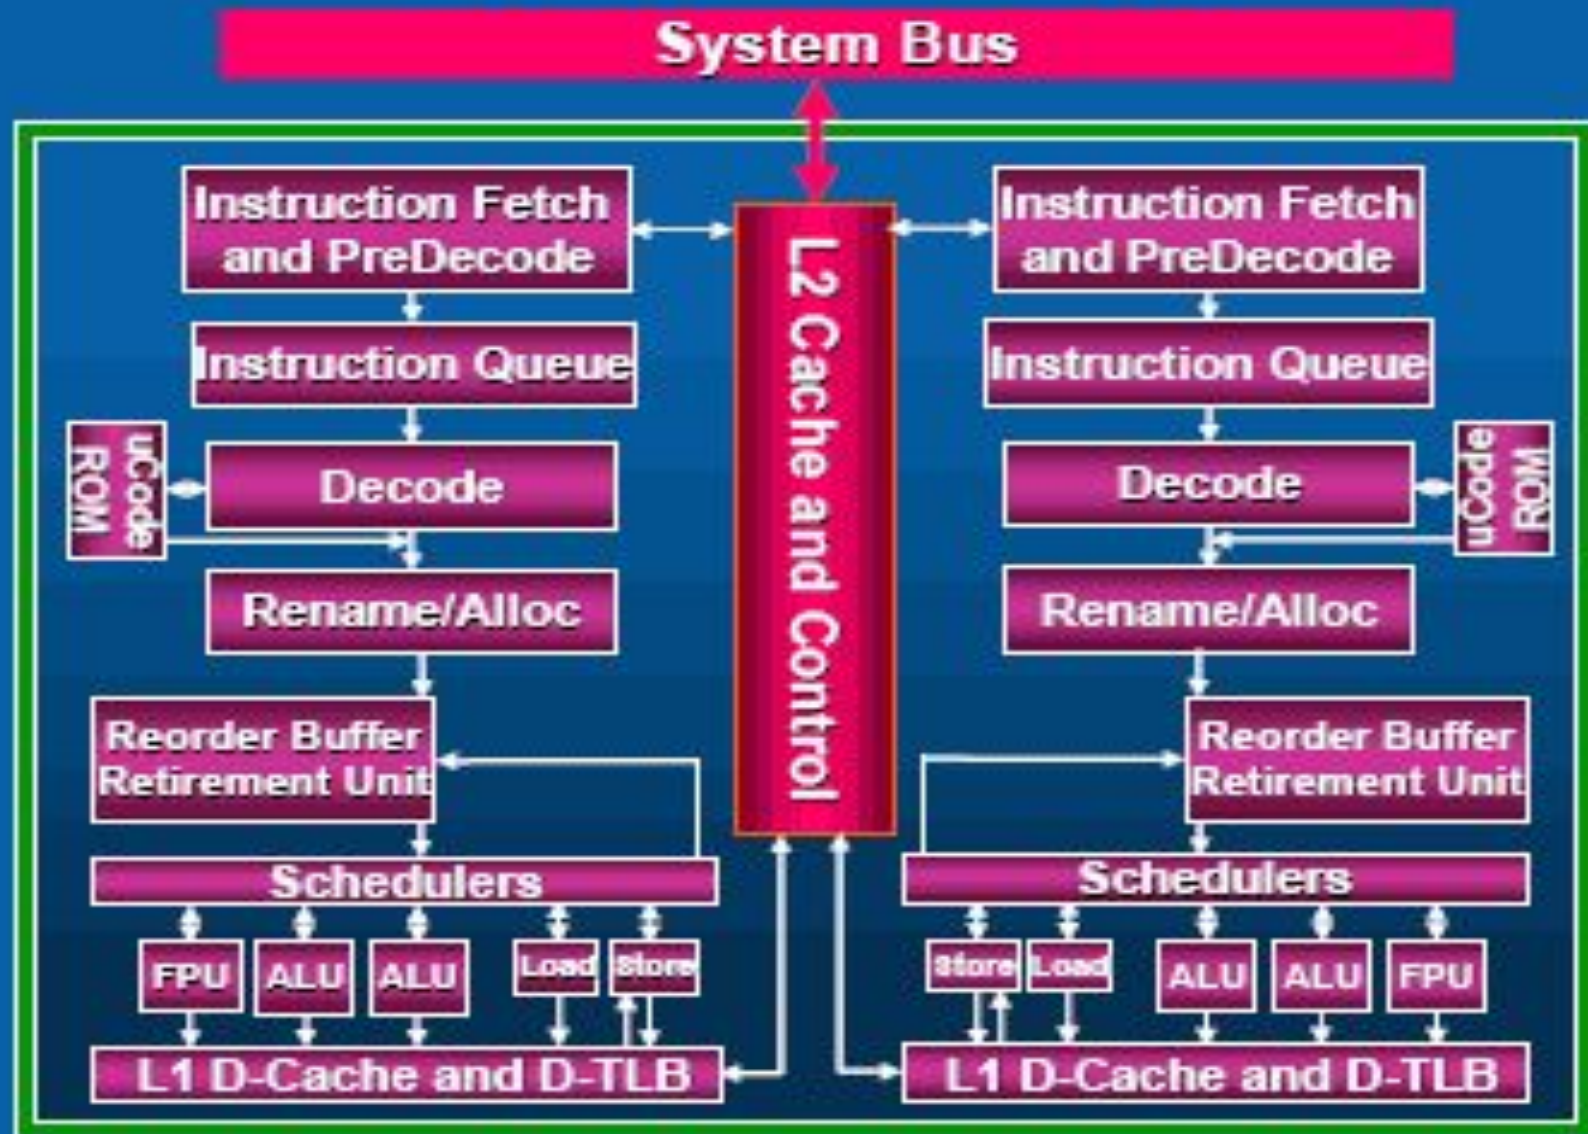 System Bus
Instruction Fetch
and PreDecode
Instruction Queue
uCode
ROM
Decode
Rename/Alloc
Reorder Buffer
Retirement Unit
Schedulers
FPU
ALU
ALU
Load
Store
L1 D-Cache and D-TLB
L2 Cache and Control
Instruction Fetch
and PreDecode
Instruction Queue
Decode
uCode
ROM
Rename/Alloc
Reorder Buffer
Retirement Unit
Schedulers
Store
Load
ALU
ALU
FPU
L1 D-Cache and D-TLB